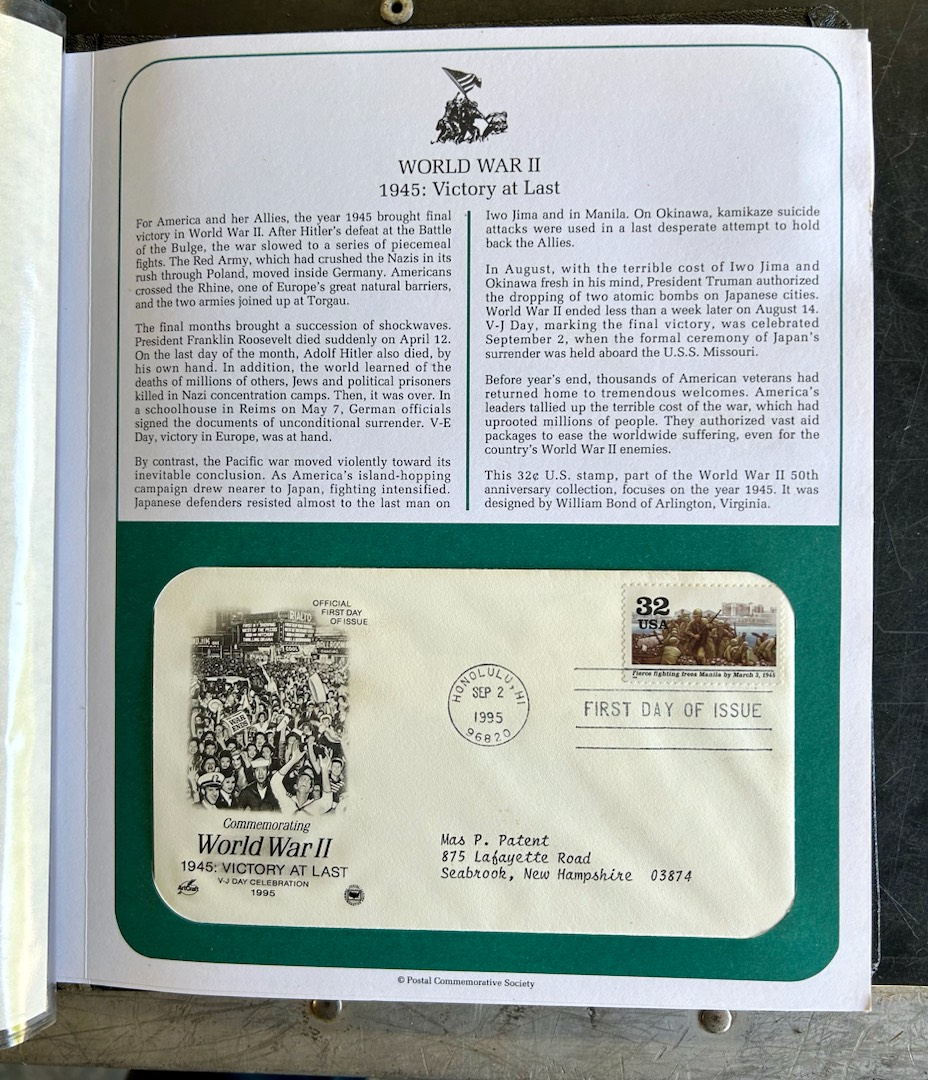 WORLD WAR II
1945: Victory at Last
For America and her Allies, the year 1945 brought final
victory in World War II. After Hitler's defeat at the Battle
of the Bulge, the war slowed to a series of piecemeal
fights. The Red Army, which had crushed the Nazis in its
rush through Poland, moved inside Germany. Americans
crossed the Rhine, one of Europe's great natural barriers,
and the two armies joined up at Torgau.
The final months brought a succession of shockwaves.
President Franklin Roosevelt died suddenly on April 12.
On the last day of the month, Adolf Hitler also died, by
his own hand. In addition, the world learned of the
deaths of millions of others, Jews and political prisoners
killed in Nazi concentration camps. Then, it was over. In
a schoolhouse in Reims on May 7, German officials
signed the documents of unconditional surrender. V-E
Day, victory in Europe, was at hand.
By contrast, the Pacific war moved violently toward its
inevitable conclusion. As America's island-hopping
campaign drew nearer to Japan, fighting intensified.
Japanese defenders resisted almost to the last man on
Iwo Jima and in Manila. On Okinawa, kamikaze suicide
attacks were used in a last desperate attempt to hold
back the Allies.
In August, with the terrible cost of Iwo Jima and
Okinawa fresh in his mind, President Truman authorized
the dropping of two atomic bombs on Japanese cities.
World War II ended less than a week later on August 14.
V-J Day, marking the final victory, was celebrated
September 2, when the formal ceremony of Japan's
surrender was held aboard the U.S.S. Missouri.
Before year's end, thousands of American veterans had
returned home to tremendous welcomes. America's
leaders tallied up the terrible cost of the war, which had
uprooted millions of people. They authorized vast aid
packages to ease the worldwide suffering, even for the
country's World War II enemies.
This 32¢ U.S. stamp, part of the World War II 50th
anniversary collection, focuses on the year 1945. It was
designed by William Bond of Arlington, Virginia.
OFFICIAL
FIRST DAY
OF ISSUE
RIALTO
COOL
WAR
ENDS
Commemorating
World War II
1945: VICTORY AT LAST
V-J DAY CELEBRATION
1995
ArtCraft
HONOLULU, HI
SEP 2
1995
96820
32
USA
Fierce fighting frees Manila by March 3, 1945
FIRST DAY OF ISSUE
Mas P. Patent
875 Lafayette Road
Seabrook, New Hampshire 03874
© Postal Commemorative Society